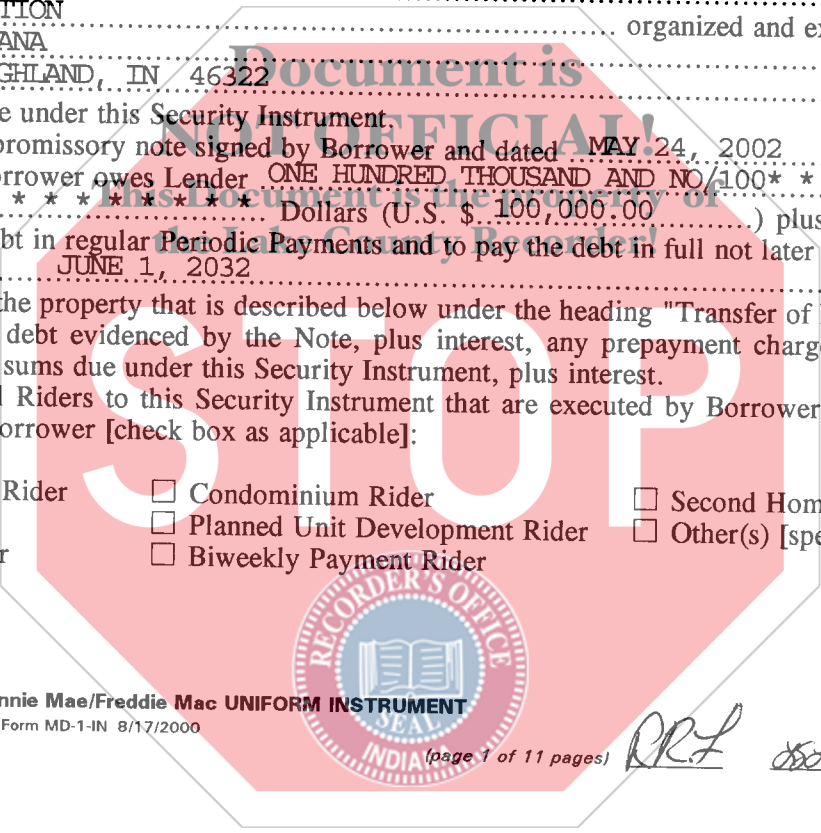 TION
organized and ex
ANA
GHLAND, IN 46322
Document is
e under this Security Instrument.
NOT OFFICIAL!
promissory note signed by Borrower and dated MAY 24, 2002
orrower owes Lender ONE HUNDRED THOUSAND AND NO/100* *
This Document is the property of
* * * * * * * * Dollars (U.S. $ 100,000.00 ) plus
the Lake County Recorder!
bt in regular Periodic Payments and to pay the debt in full not later
JUNE 1, 2032
the property that is described below under the heading "Transfer of
debt evidenced by the Note, plus interest, any prepayment charg
sums due under this Security Instrument, plus interest.
Riders to this Security Instrument that are executed by Borrower
orrower [check box as applicable]:
STOP
Rider ☐ Condominium Rider ☐ Second Hom
☐ Planned Unit Development Rider ☐ Other(s) [spe
r ☐ Biweekly Payment Rider
RECORDER'S OFFICE
SEAL
INDIANA
nnie Mae/Freddie Mac UNIFORM INSTRUMENT
Form MD-1-IN 8/17/2000
(page 1 of 11 pages) RRL